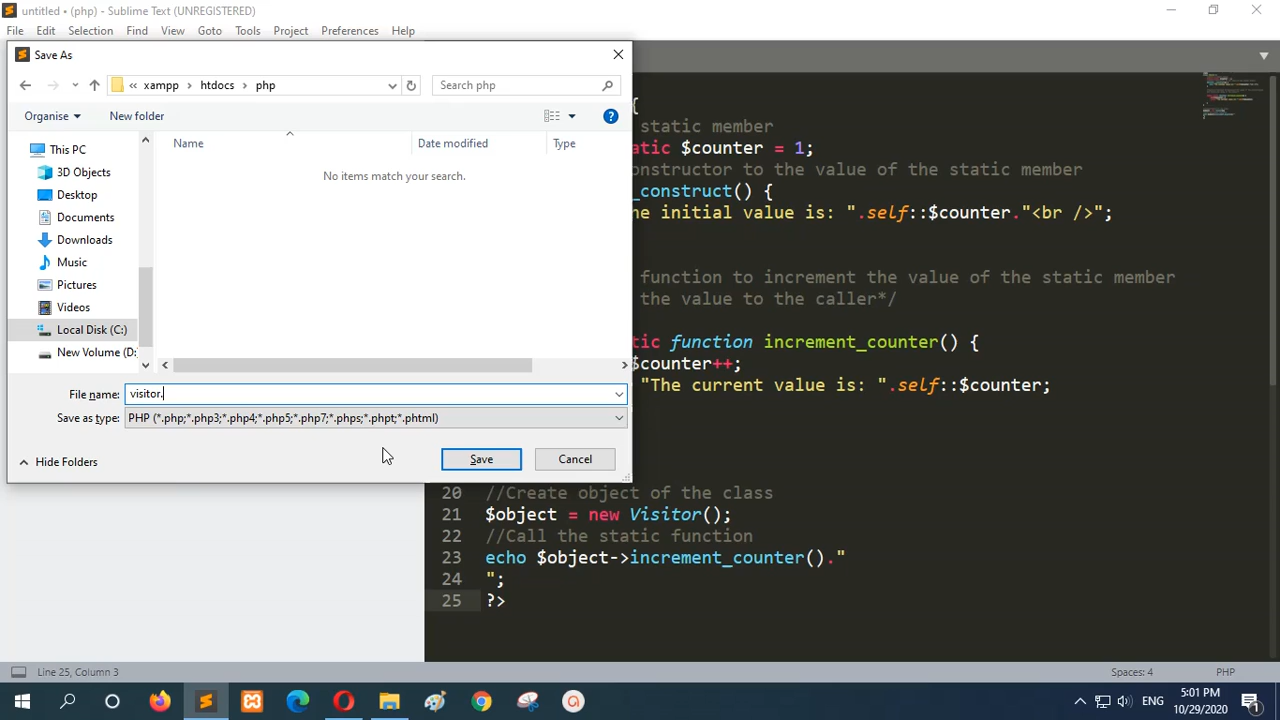 untitled • (php) - Sublime Text (UNREGISTERED)
File Edit Selection Find View Goto Tools Project Preferences Help
Save As
« xampp > htdocs > php
Search php
Organise
New folder
?
This PC
3D Objects
Desktop
Documents
Downloads
Music
Pictures
Videos
Local Disk (C:)
New Volume (D:
Name
Date modified
Type
No items match your search.
File name: visitor.
Save as type: PHP (*.php;*.php3;*.php4;*.php5;*.php7;*.phps;*.phpt;*.phtml)
Hide Folders
Save
Cancel
{
static member
atic $counter = 1;
onstructor to the value of the static member
_construct() {
he initial value is: ".self::$counter."<br />";
function to increment the value of the static member
the value to the caller*/
tic function increment_counter() {
$counter++;
"The current value is: ".self::$counter;
20 //Create object of the class
21 $object = new Visitor();
22 //Call the static function
23 echo $object->increment_counter()."
24 ";
25 ?>
Line 25, Column 3
Spaces: 4
PHP
ENG
5:01 PM
10/29/2020
1